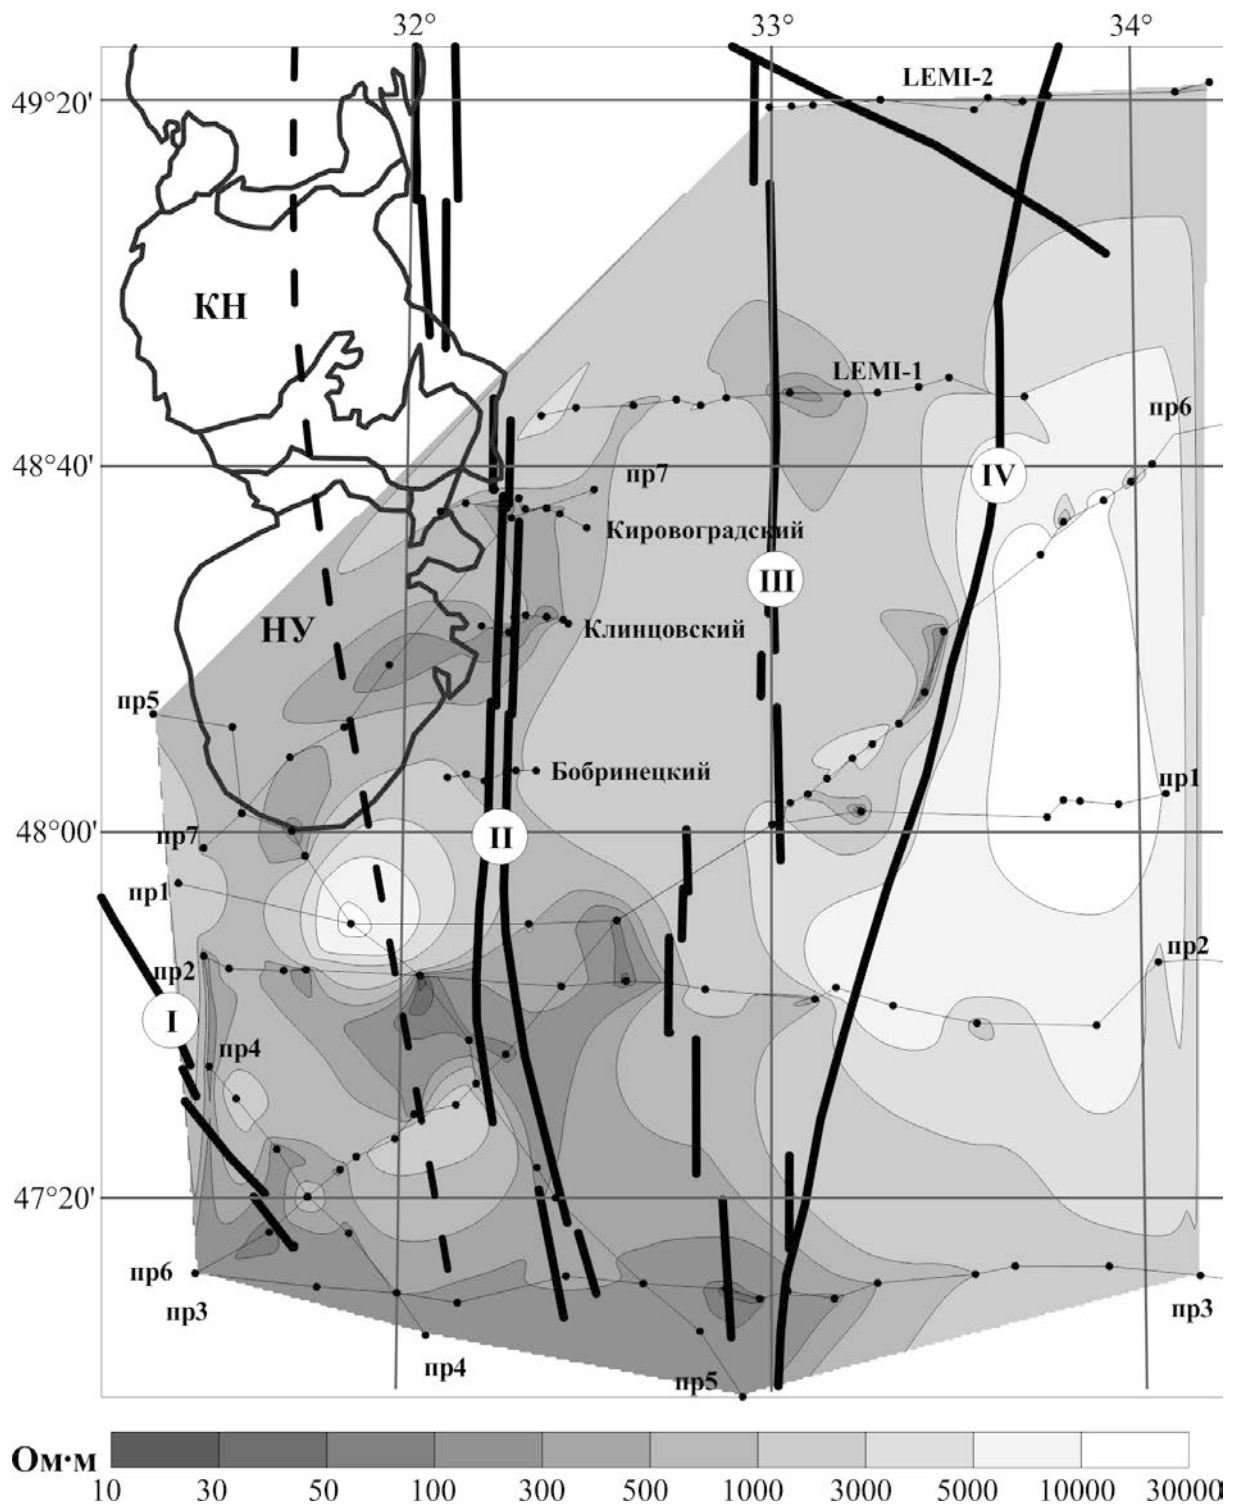 32° 33° 34°
LEMI-2
49°20'
КН
LEMI-1
пр6
48°40'
пр7
IV
Кировоградский
III
НУ
Клинцовский
пр5
Бобринецкий
пр1
48°00'
пр7
II
пр1
пр2
пр2
I
пр4
47°20'
пр6
пр3
пр3
пр4
пр5
Ом·м
10 30 50 100 300 500 1000 3000 5000 10000 30000